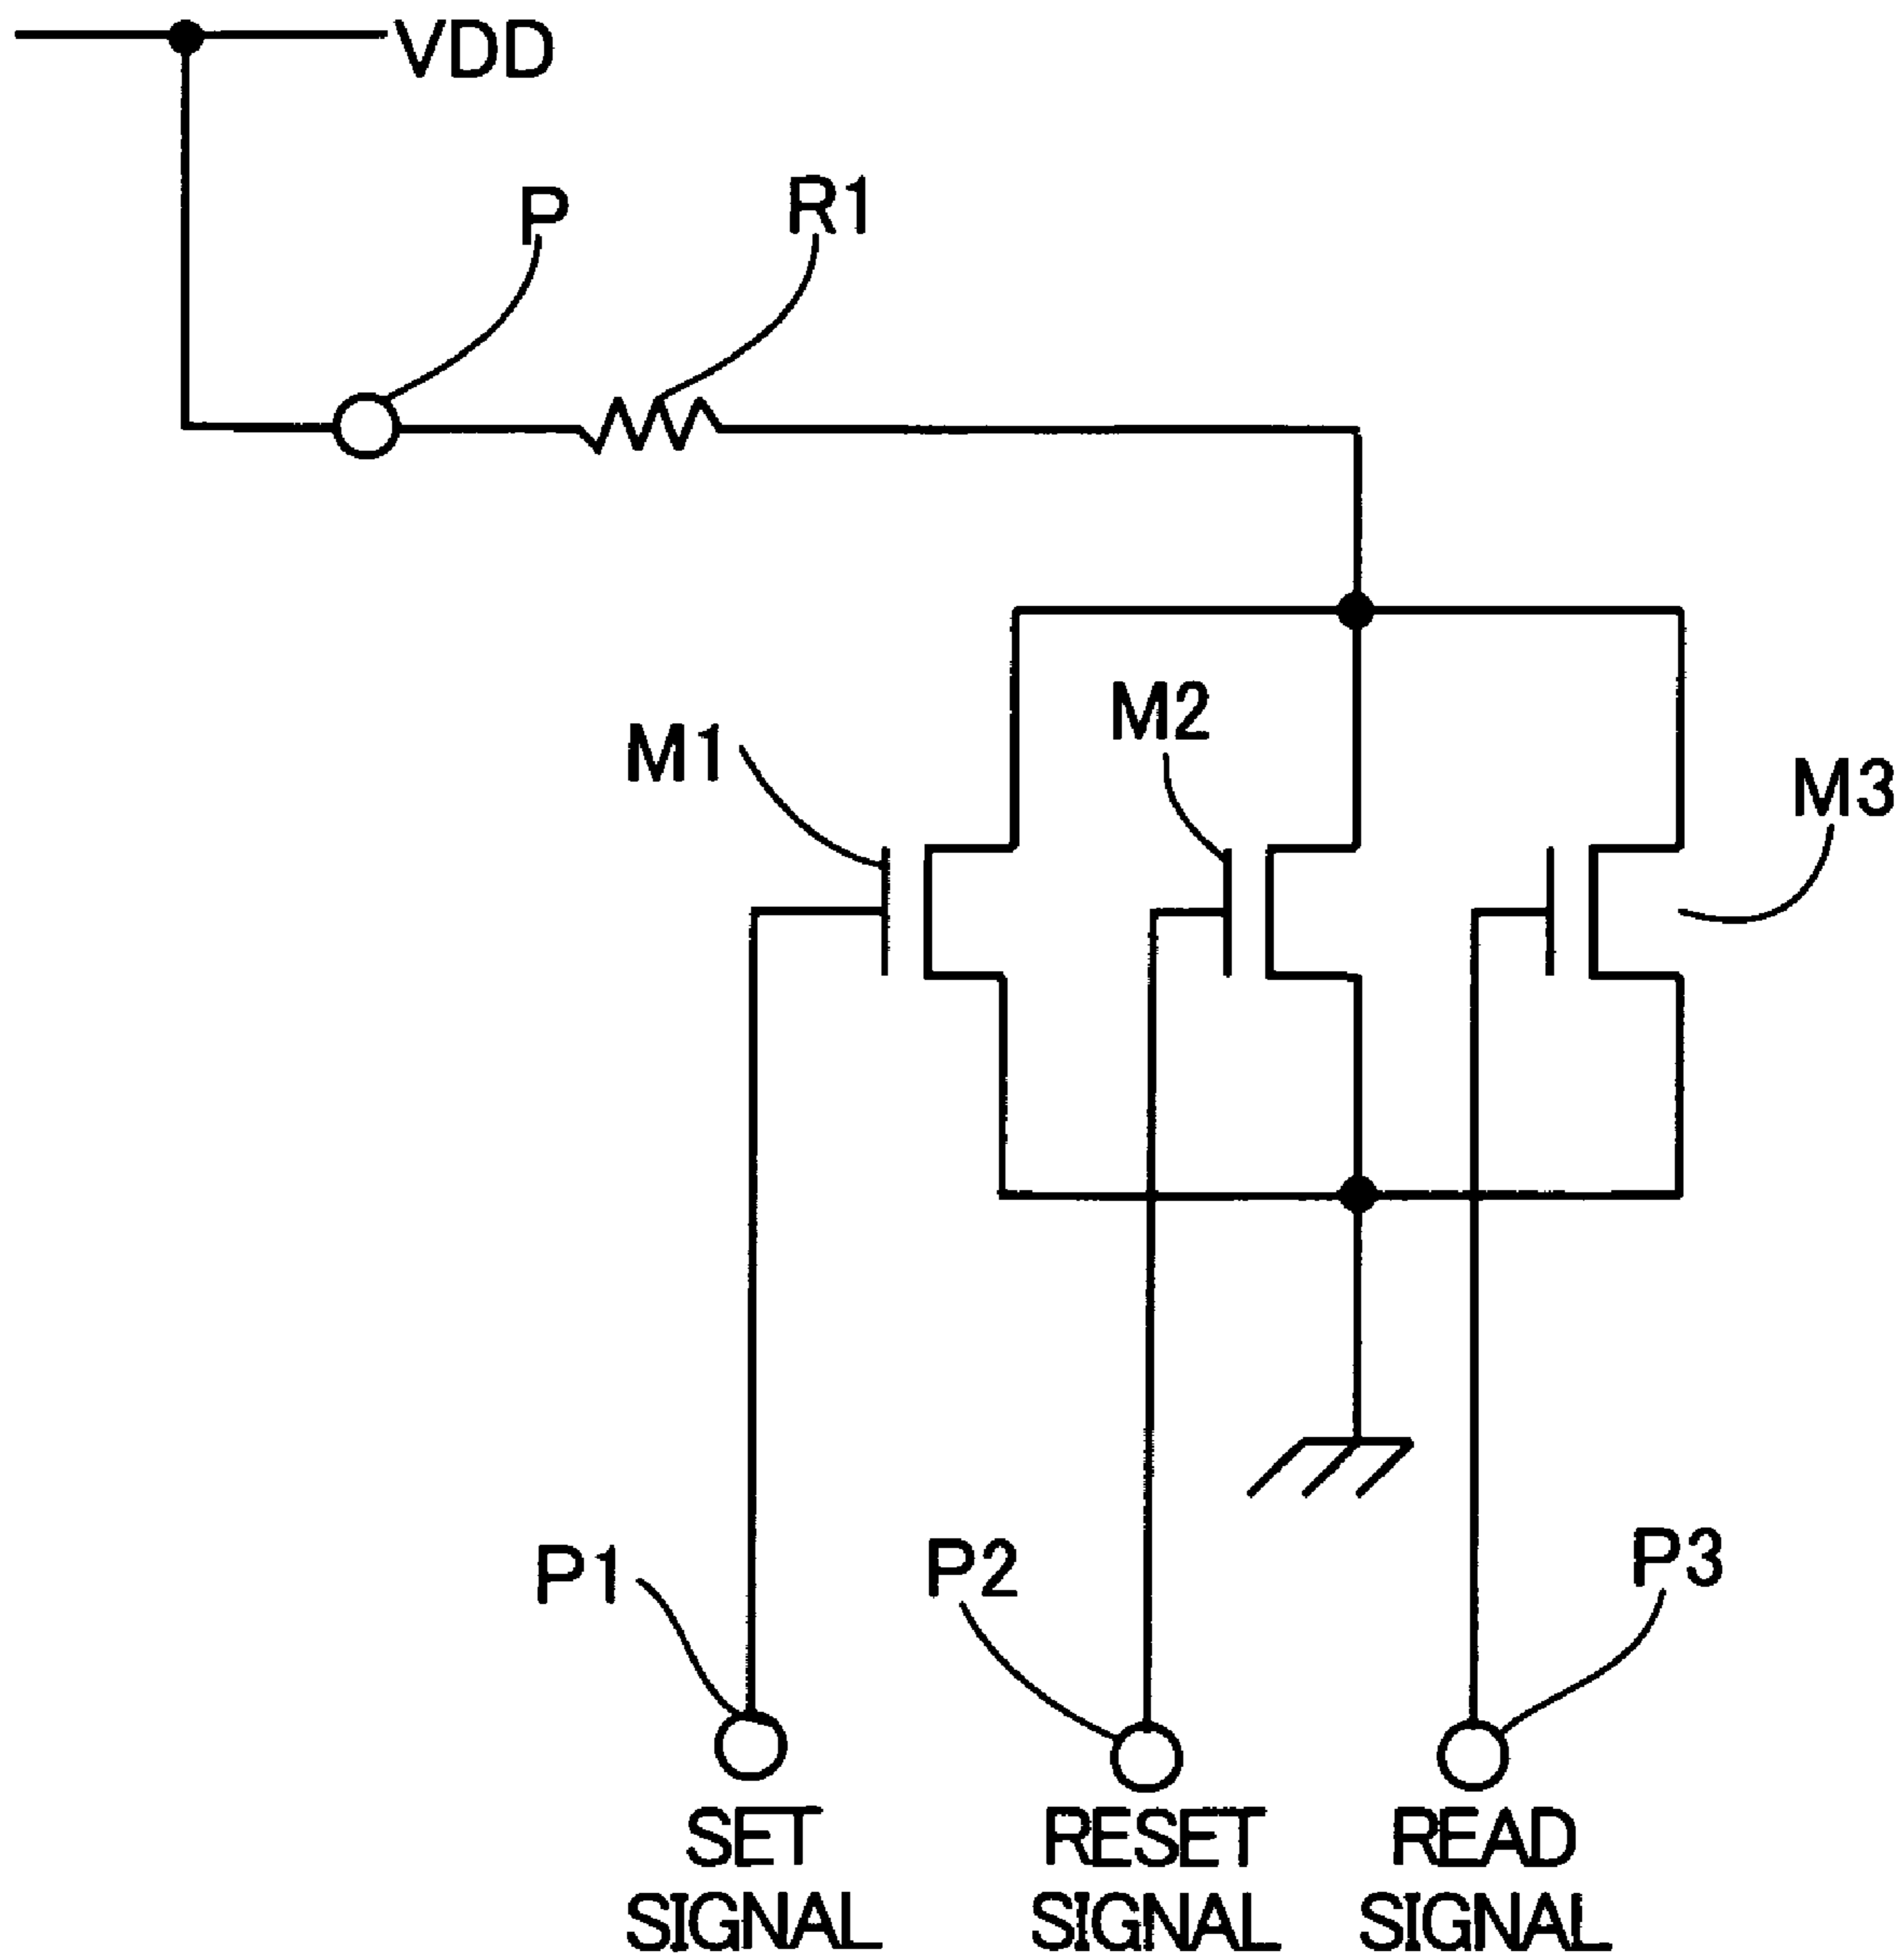 VDD
P
R1
M1
M2
M3
P1
P2
P3
SET
SIGNAL
RESET
SIGNAL
READ
SIGNAL